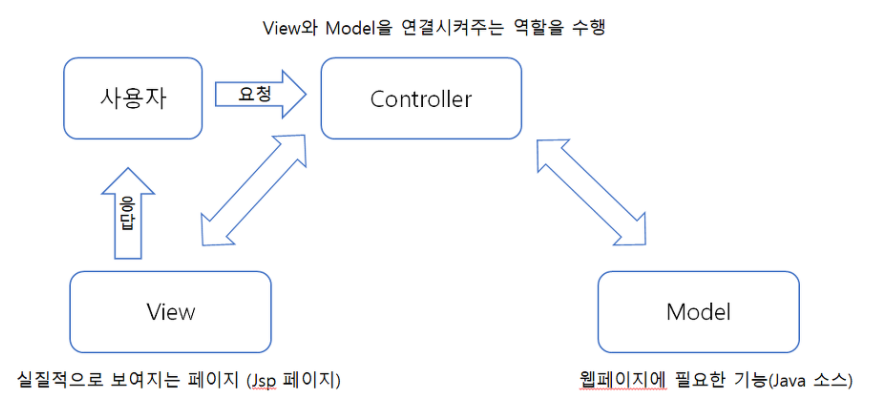 View와 Model을 연결시켜주는 역할을 수행
사용자
요청
Controller
응답
View
Model
실질적으로 보여지는 페이지 (Jsp 페이지)
웹페이지에 필요한 기능(Java 소스)